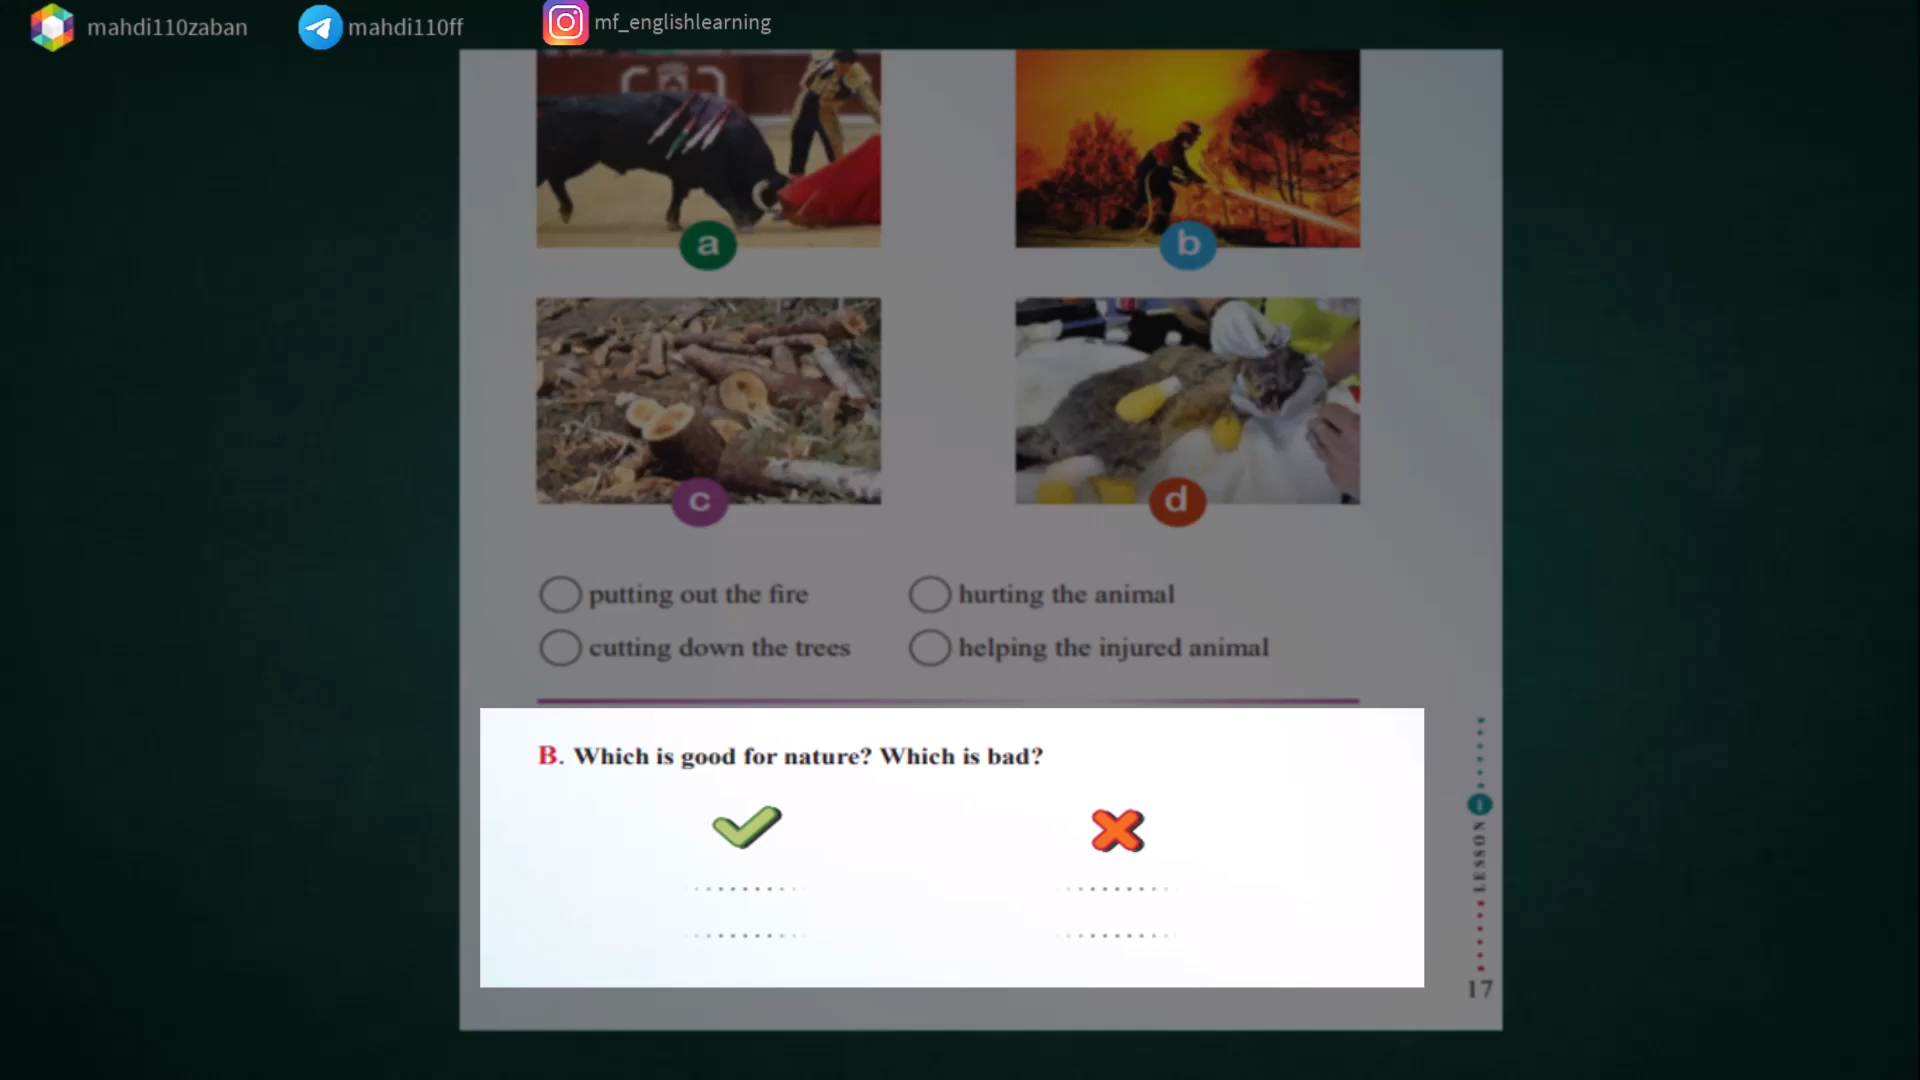 mahdi110zaban mahdi110ff mf_englishlearning
a b
c d
putting out the fire hurting the animal
cutting down the trees helping the injured animal
B. Which is good for nature? Which is bad?
LESSON 1
17